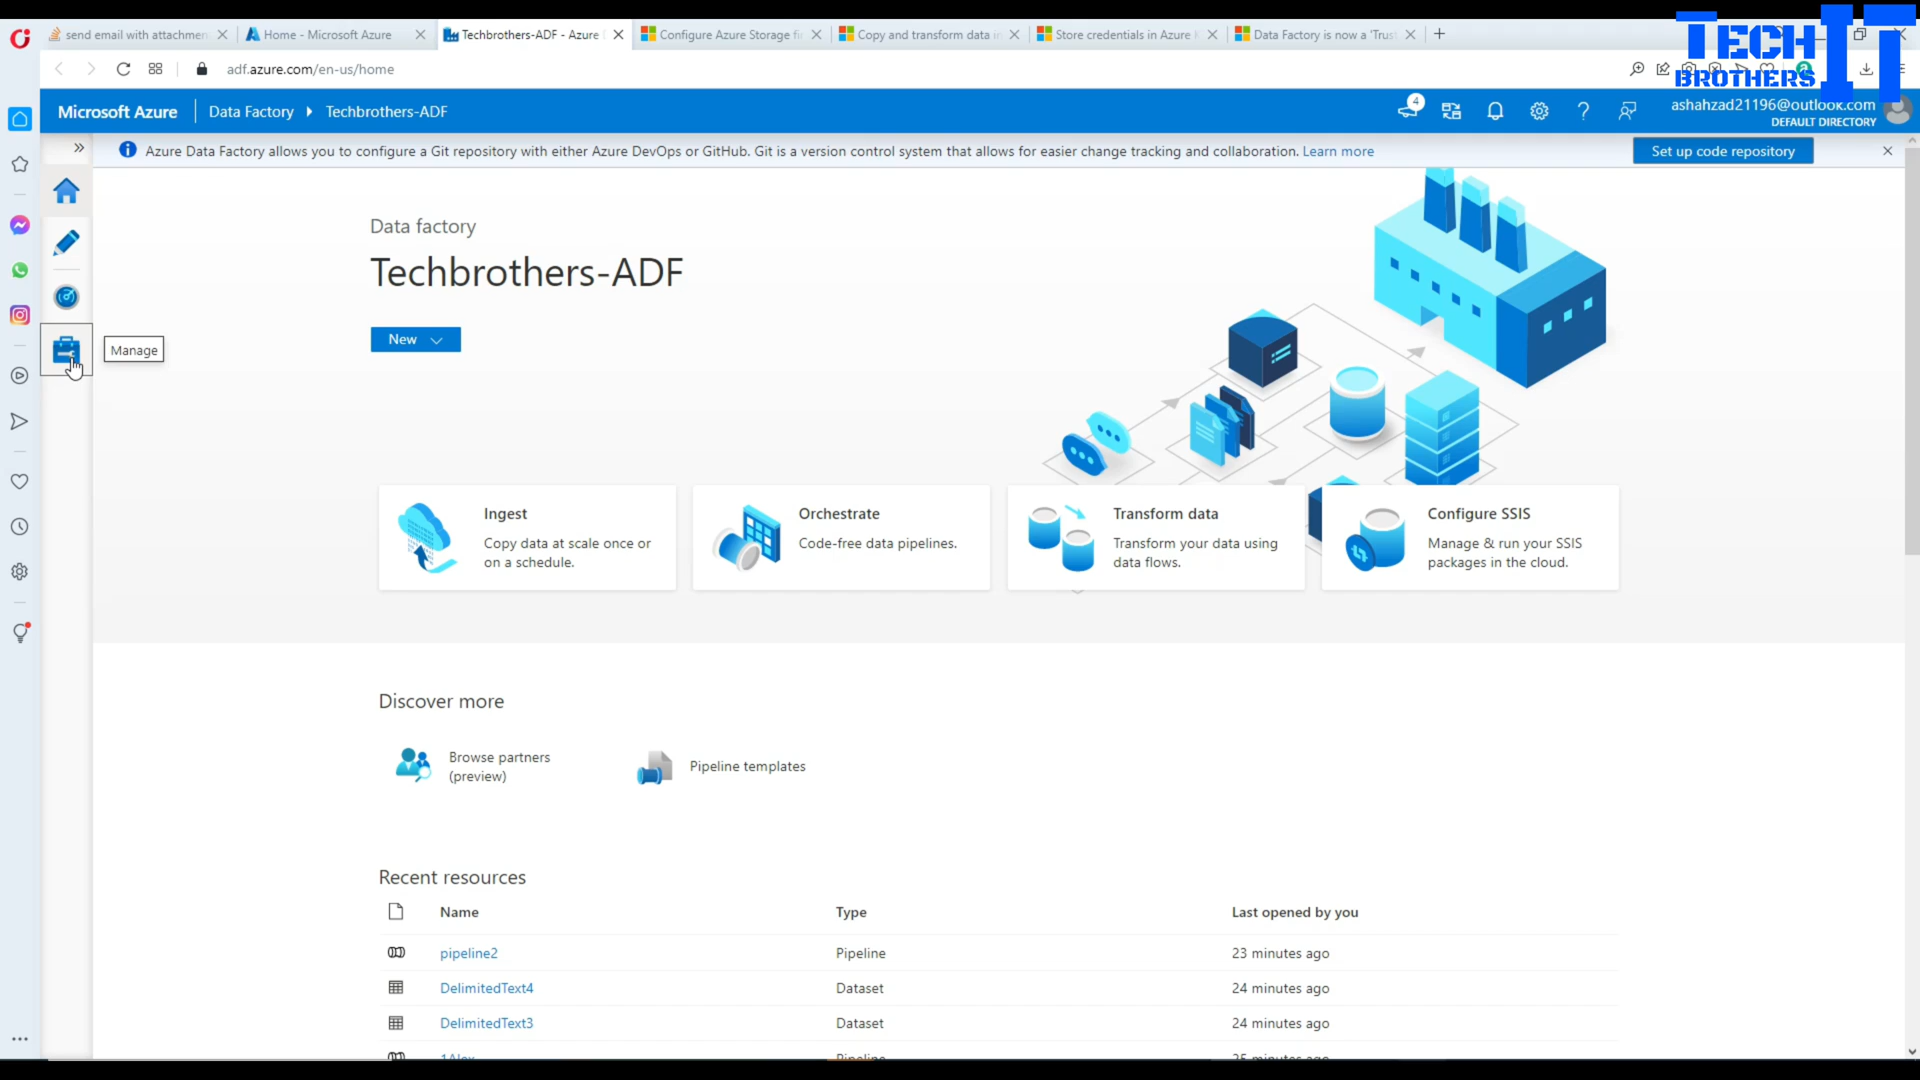 send email with attachmen
Home - Microsoft Azure
Techbrothers-ADF - Azure
Configure Azure Storage fi
Copy and transform data in
Store credentials in Azure K
Data Factory is now a 'Trust
TECH
BROTHERS
IT
adf.azure.com/en-us/home
Microsoft Azure
Data Factory
Techbrothers-ADF
4
ashahzad21196@outlook.com
DEFAULT DIRECTORY
Azure Data Factory allows you to configure a Git repository with either Azure DevOps or GitHub. Git is a version control system that allows for easier change tracking and collaboration. Learn more
Set up code repository
Data factory
Techbrothers-ADF
New
Manage
Ingest
Copy data at scale once or
on a schedule.
Orchestrate
Code-free data pipelines.
Transform data
Transform your data using
data flows.
Configure SSIS
Manage & run your SSIS
packages in the cloud.
Discover more
Browse partners
(preview)
Pipeline templates
Recent resources
Name Type Last opened by you
pipeline2 Pipeline 23 minutes ago
DelimitedText4 Dataset 24 minutes ago
DelimitedText3 Dataset 24 minutes ago
1Alex Pipeline 25 minutes ago